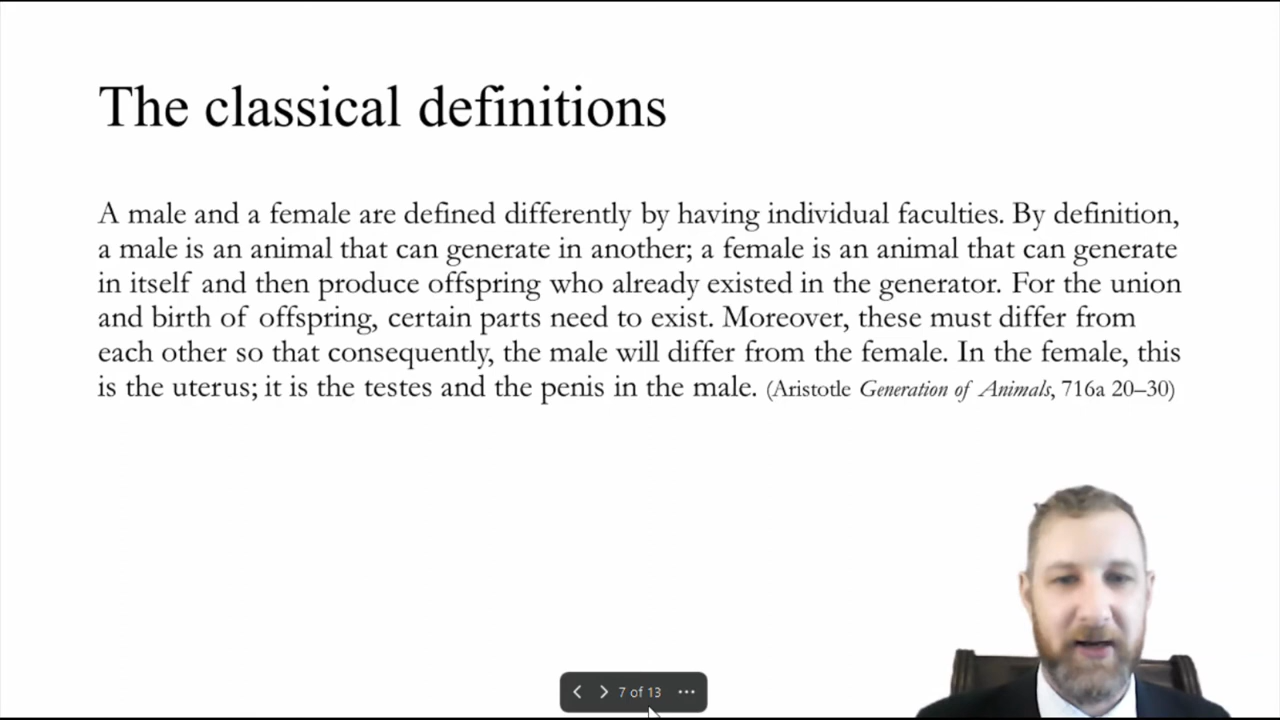 The classical definitions
A male and a female are defined differently by having individual faculties. By definition,
a male is an animal that can generate in another; a female is an animal that can generate
in itself and then produce offspring who already existed in the generator. For the union
and birth of offspring, certain parts need to exist. Moreover, these must differ from
each other so that consequently, the male will differ from the female. In the female, this
is the uterus; it is the testes and the penis in the male. (Aristotle Generation of Animals, 716a 20–30)
7 of 13